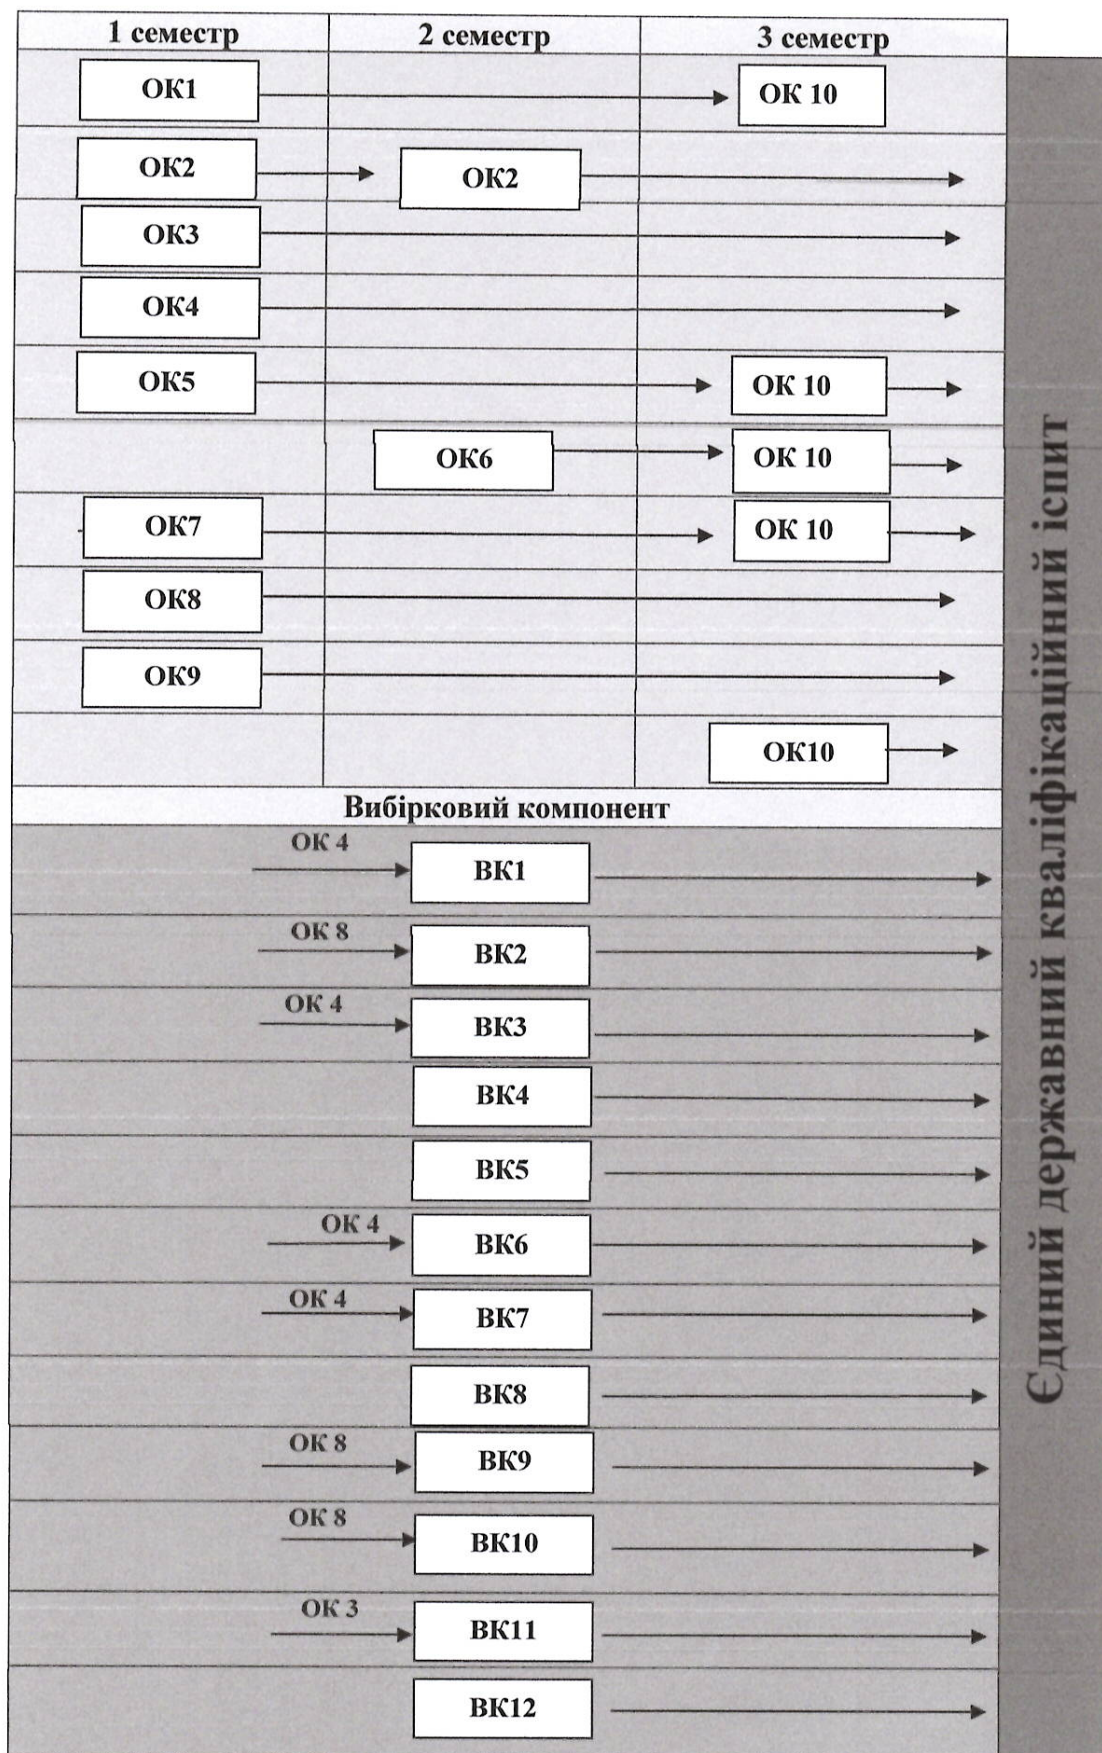 1 семестр 2 семестр 3 семестр
ОК1 ОК 10
ОК2 ОК2
ОК3
ОК4
ОК5 ОК 10
ОК6 ОК 10
ОК7 ОК 10
ОК8
ОК9
ОК10
Вибірковий компонент
ОК 4 ВК1
ОК 8 ВК2
ОК 4 ВК3
ВК4
ВК5
ОК 4 ВК6
ОК 4 ВК7
ВК8
ОК 8 ВК9
ОК 8 ВК10
ОК 3 ВК11
ВК12
Єдиний державний кваліфікаційний іспит